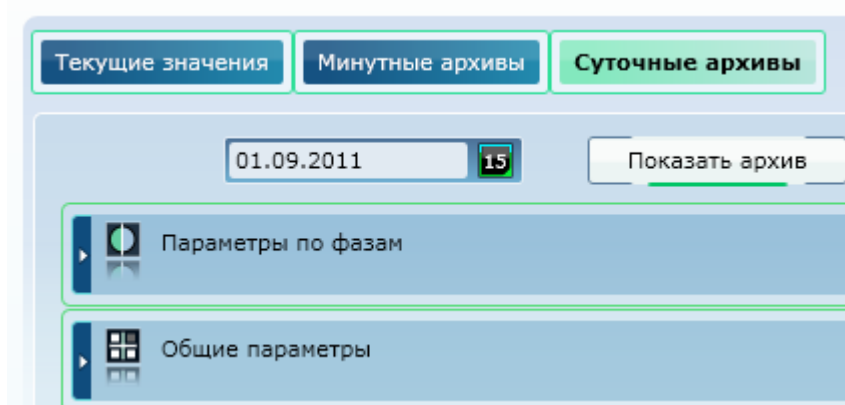 Текущие значения Минутные архивы Суточные архивы
01.09.2011 15 Показать архив
Параметры по фазам
Общие параметры